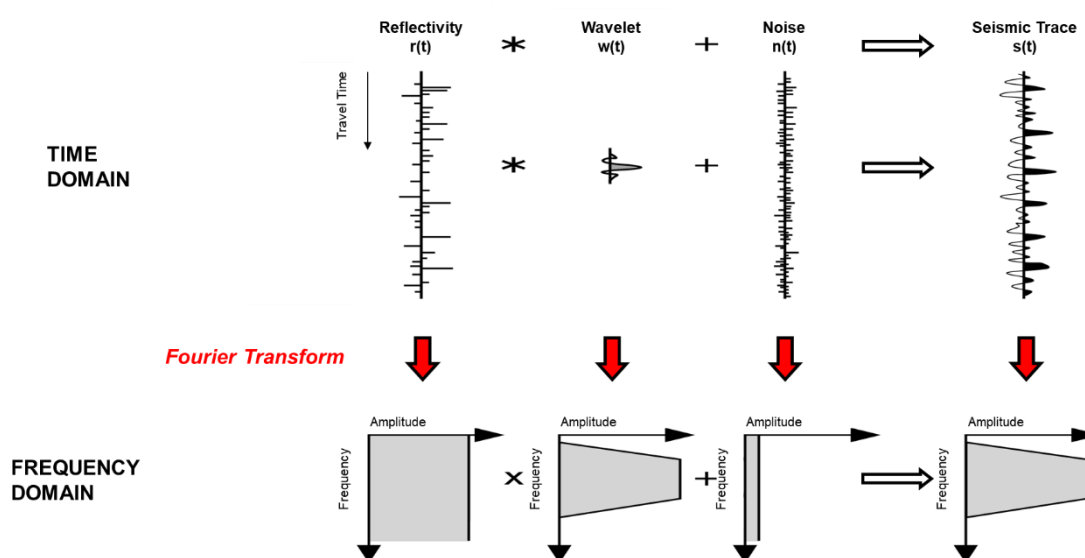 Reflectivity
r(t)
*
Wavelet
w(t)
+
Noise
n(t)
Seismic Trace
s(t)
Travel Time
TIME
DOMAIN
*
+
Fourier Transform
Amplitude
Amplitude
Amplitude
Amplitude
FREQUENCY
DOMAIN
Frequency
x
Frequency
+
Frequency
Frequency